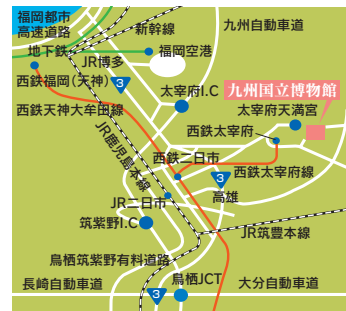 福岡都市
高速道路
新幹線
九州自動車道
地下鉄
福岡空港
JR博多
西鉄福岡(天神)
3
太宰府I.C
九州国立博物館
西鉄天神大牟田線
太宰府天満宮
西鉄太宰府
JR鹿児島本線
西鉄二日市
西鉄太宰府線
3
高雄
JR二日市
筑紫野I.C
JR筑豊本線
鳥栖筑紫野有料道路
長崎自動車道
鳥栖JCT
大分自動車道
3